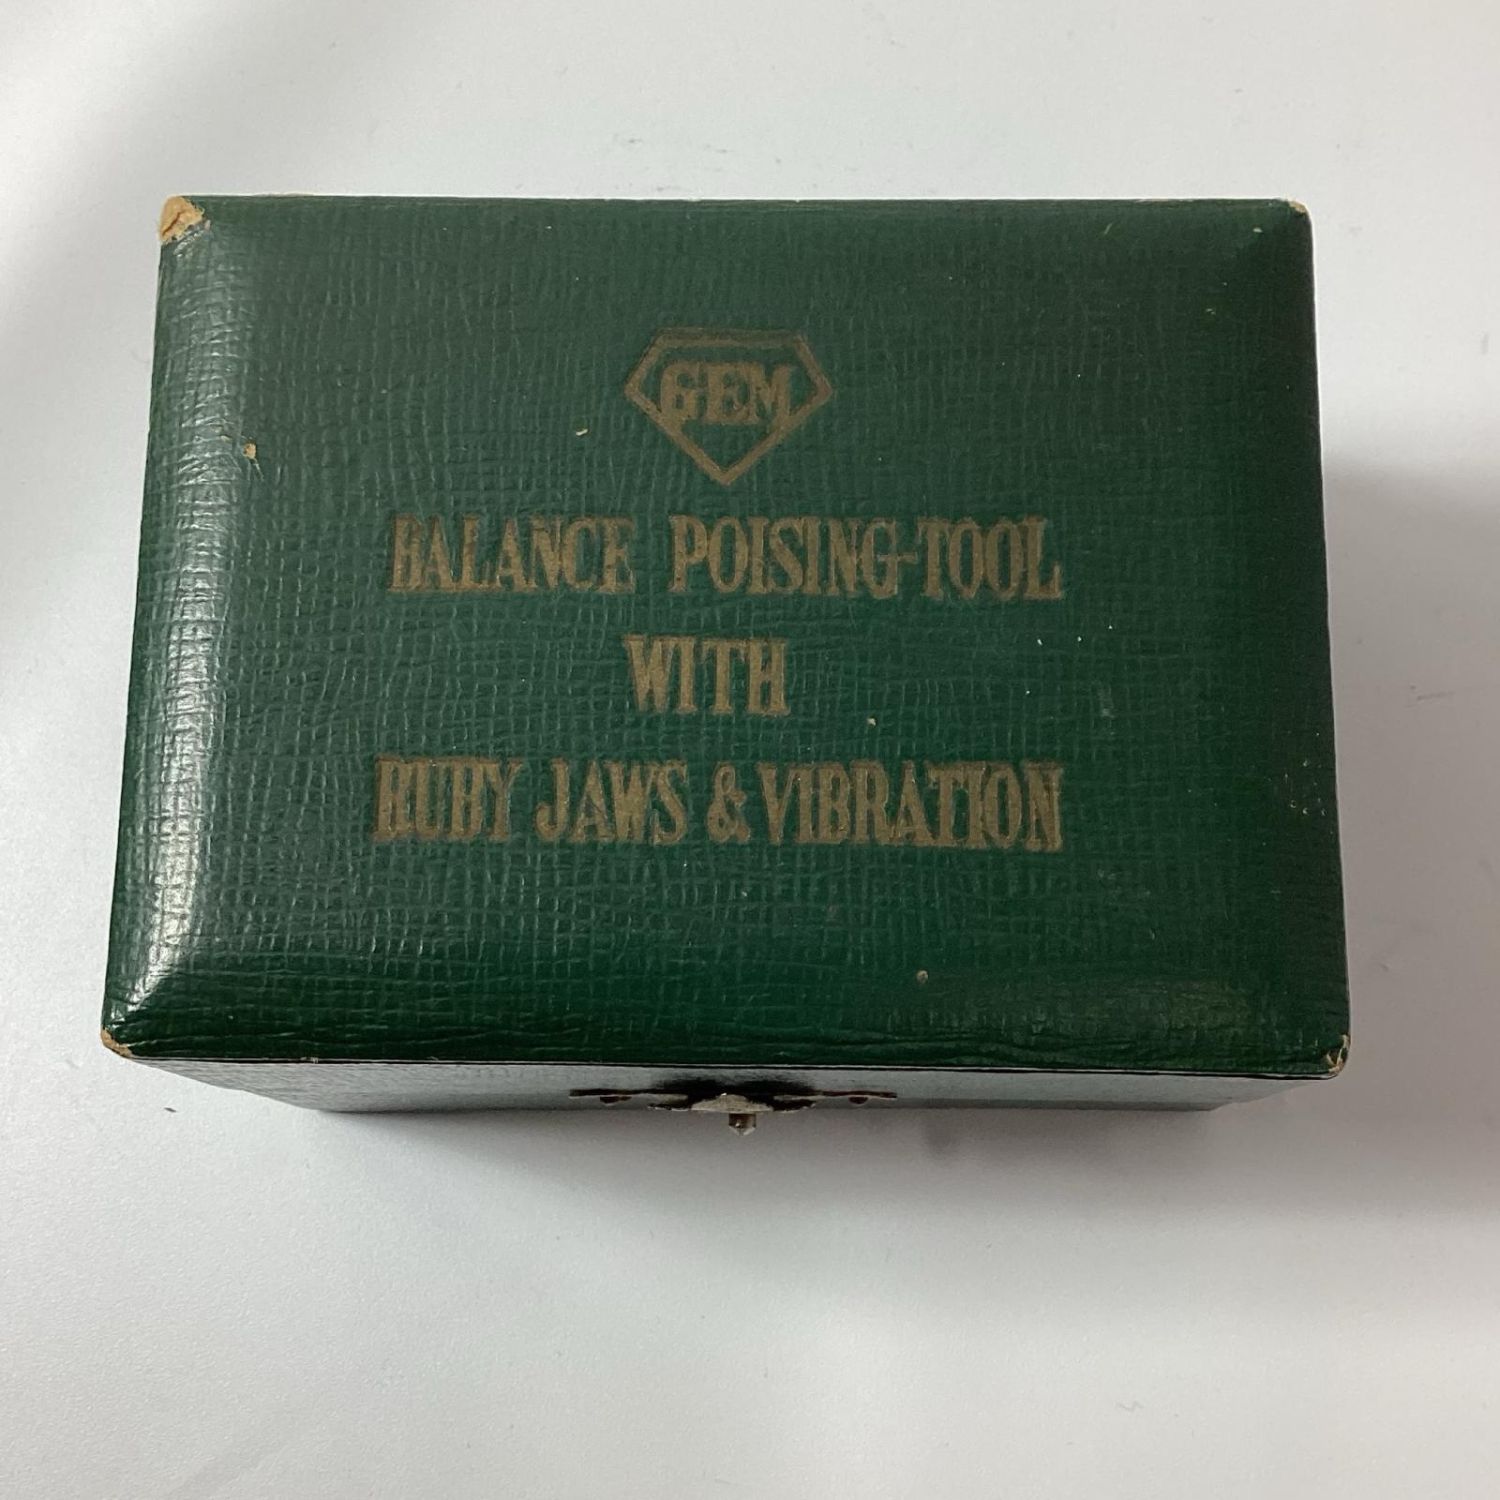 GEM
BALANCE POISING-TOOL
WITH
RUBY JAWS & VIBRATION